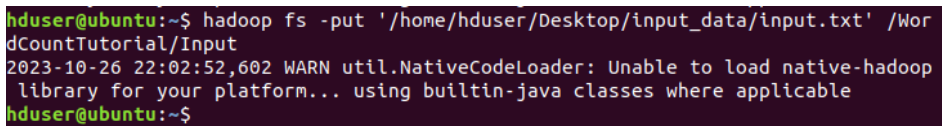 hduser@ubuntu:~$ hadoop fs -put '/home/hduser/Desktop/input_data/input.txt' /Wor
dCountTutorial/Input
2023-10-26 22:02:52,602 WARN util.NativeCodeLoader: Unable to load native-hadoop
 library for your platform... using builtin-java classes where applicable
hduser@ubuntu:~$